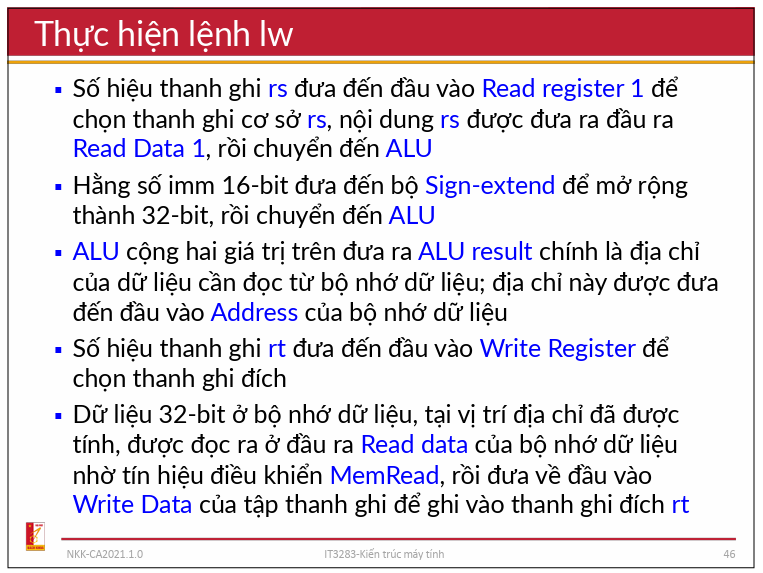 Thực hiện lệnh lw
▪ Số hiệu thanh ghi rs đưa đến đầu vào Read register 1 để
chọn thanh ghi cơ sở rs, nội dung rs được đưa ra đầu ra
Read Data 1, rồi chuyển đến ALU
▪ Hằng số imm 16-bit đưa đến bộ Sign-extend để mở rộng
thành 32-bit, rồi chuyển đến ALU
▪ ALU cộng hai giá trị trên đưa ra ALU result chính là địa chỉ
của dữ liệu cần đọc từ bộ nhớ dữ liệu; địa chỉ này được đưa
đến đầu vào Address của bộ nhớ dữ liệu
▪ Số hiệu thanh ghi rt đưa đến đầu vào Write Register để
chọn thanh ghi đích
▪ Dữ liệu 32-bit ở bộ nhớ dữ liệu, tại vị trí địa chỉ đã được
tính, được đọc ra ở đầu ra Read data của bộ nhớ dữ liệu
nhờ tín hiệu điều khiển MemRead, rồi đưa về đầu vào
Write Data của tập thanh ghi để ghi vào thanh ghi đích rt
NKK-CA2021.1.0 IT3283-Kiến trúc máy tính 46